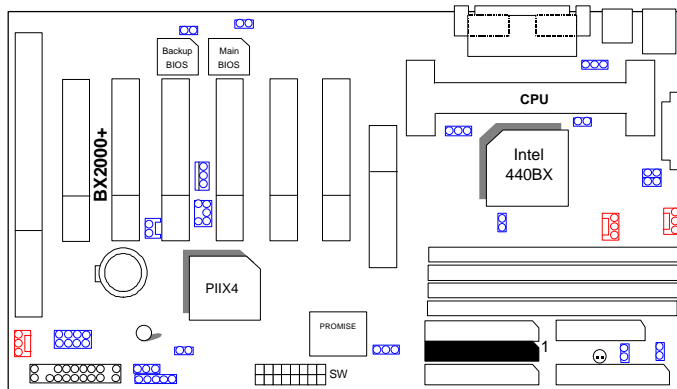 Backup
BIOS
Main
BIOS
CPU
BX2000+
Intel
440BX
PIIX4
PROMISE
1
SW